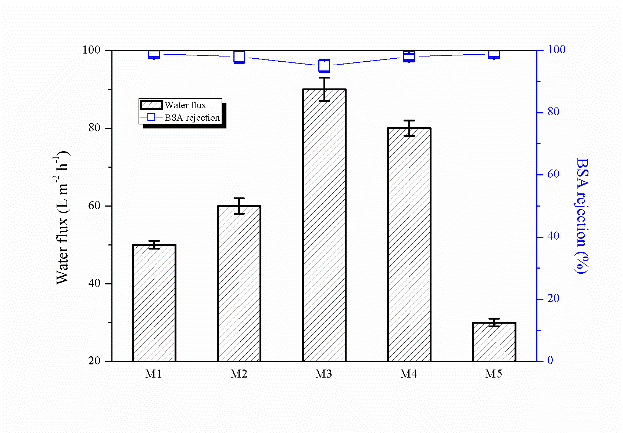 100
80
60
40
20
Water flux (L m⁻² h⁻¹)
Water flux
BSA rejection
100
80
60
40
20
0
BSA rejection (%)
M1 M2 M3 M4 M5